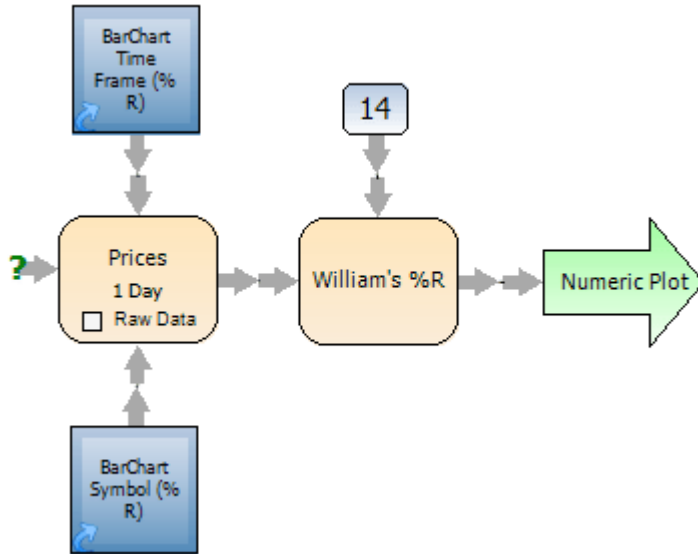 BarChart
Time
Frame (%
R)
14
?
Prices
1 Day
Raw Data
William's %R
Numeric Plot
BarChart
Symbol (%
R)